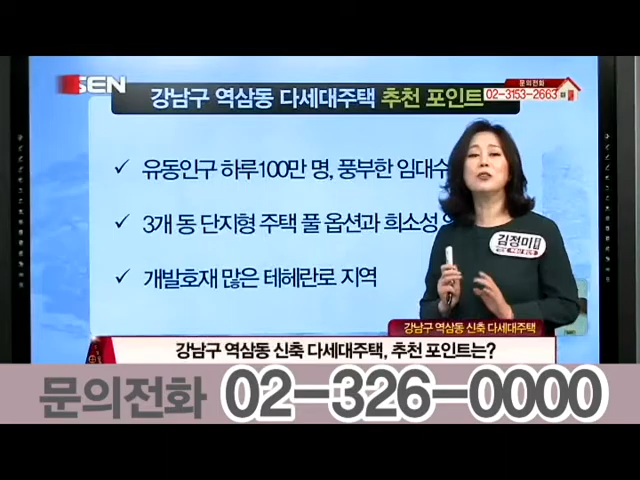 SEN
문의전화
02-3153-2663
강남구 역삼동 다세대주택 추천 포인트
✓ 유동인구 하루100만 명, 풍부한 임대수
✓ 3개 동 단지형 주택 풀 옵션과 희소성
✓ 개발호재 많은 테헤란로 지역
김정미
강남구 역삼동 신축 다세대주택
강남구 역삼동 신축 다세대주택, 추천 포인트는?
문의전화 02-326-0000